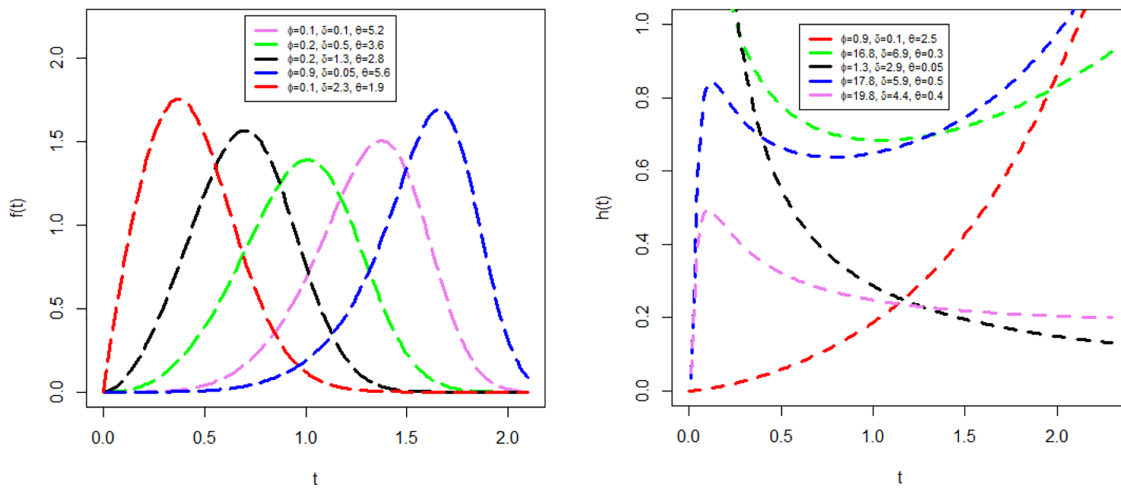 ϕ=0.1, δ=0.1, θ=5.2
ϕ=0.2, δ=0.5, θ=3.6
ϕ=0.2, δ=1.3, θ=2.8
ϕ=0.9, δ=0.05, θ=5.6
ϕ=0.1, δ=2.3, θ=1.9
f(t)
2.0
1.5
1.0
0.5
0.0
0.0 0.5 1.0 1.5 2.0
t
ϕ=0.9, δ=0.1, θ=2.5
ϕ=16.8, δ=6.9, θ=0.3
ϕ=1.3, δ=2.9, θ=0.05
ϕ=17.8, δ=5.9, θ=0.5
ϕ=19.8, δ=4.4, θ=0.4
h(t)
1.0
0.8
0.6
0.4
0.2
0.0
0.0 0.5 1.0 1.5 2.0
t